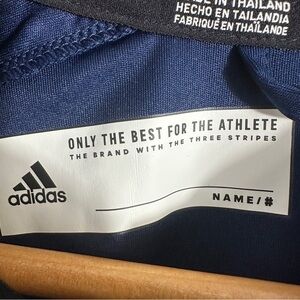 IN THAILAND
HECHO EN TAILANDIA
FABRIQUÉ EN THAÏLANDE
ONLY THE BEST FOR THE ATHLETE
THE BRAND WITH THE THREE STRIPES
adidas
NAME/#